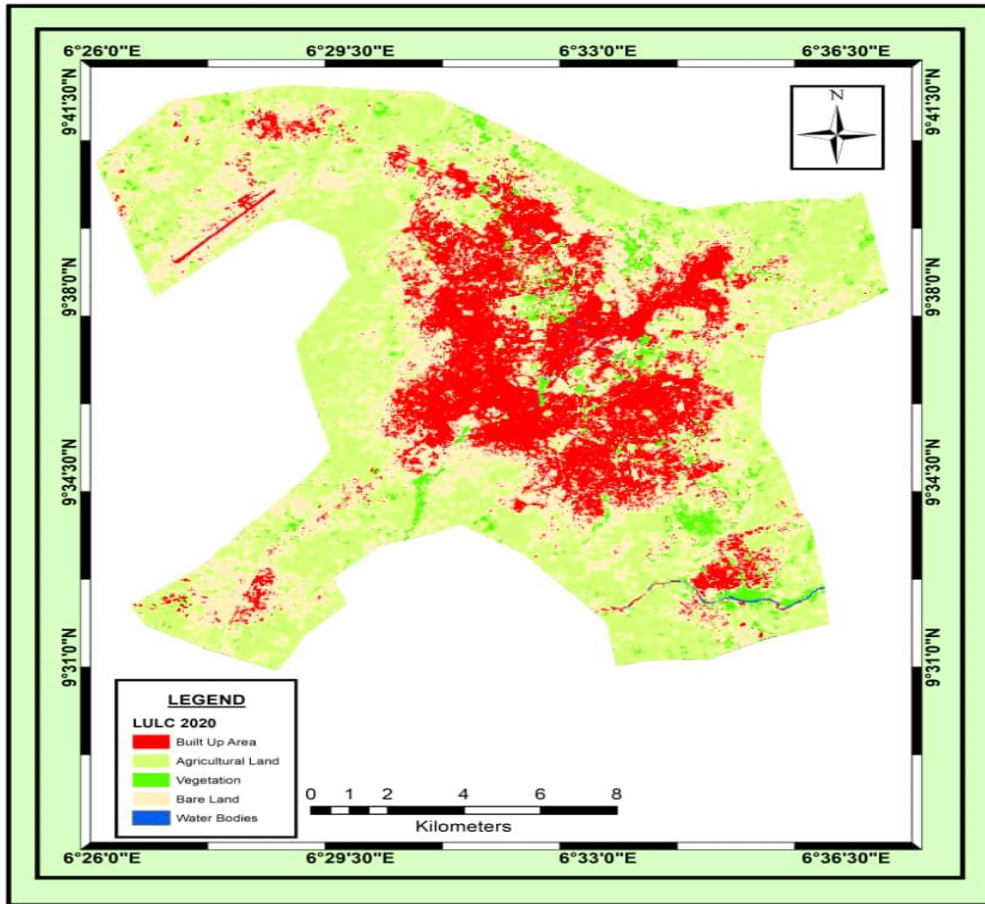 6°26'0"E 6°29'30"E 6°33'0"E 6°36'30"E
9°41'30"N 9°41'30"N
N
9°38'0"N 9°38'0"N
9°34'30"N 9°34'30"N
9°31'0"N 9°31'0"N
LEGEND
LULC 2020
Built Up Area
Agricultural Land
Vegetation
Bare Land
Water Bodies
0 1 2 4 6 8
Kilometers
6°26'0"E 6°29'30"E 6°33'0"E 6°36'30"E